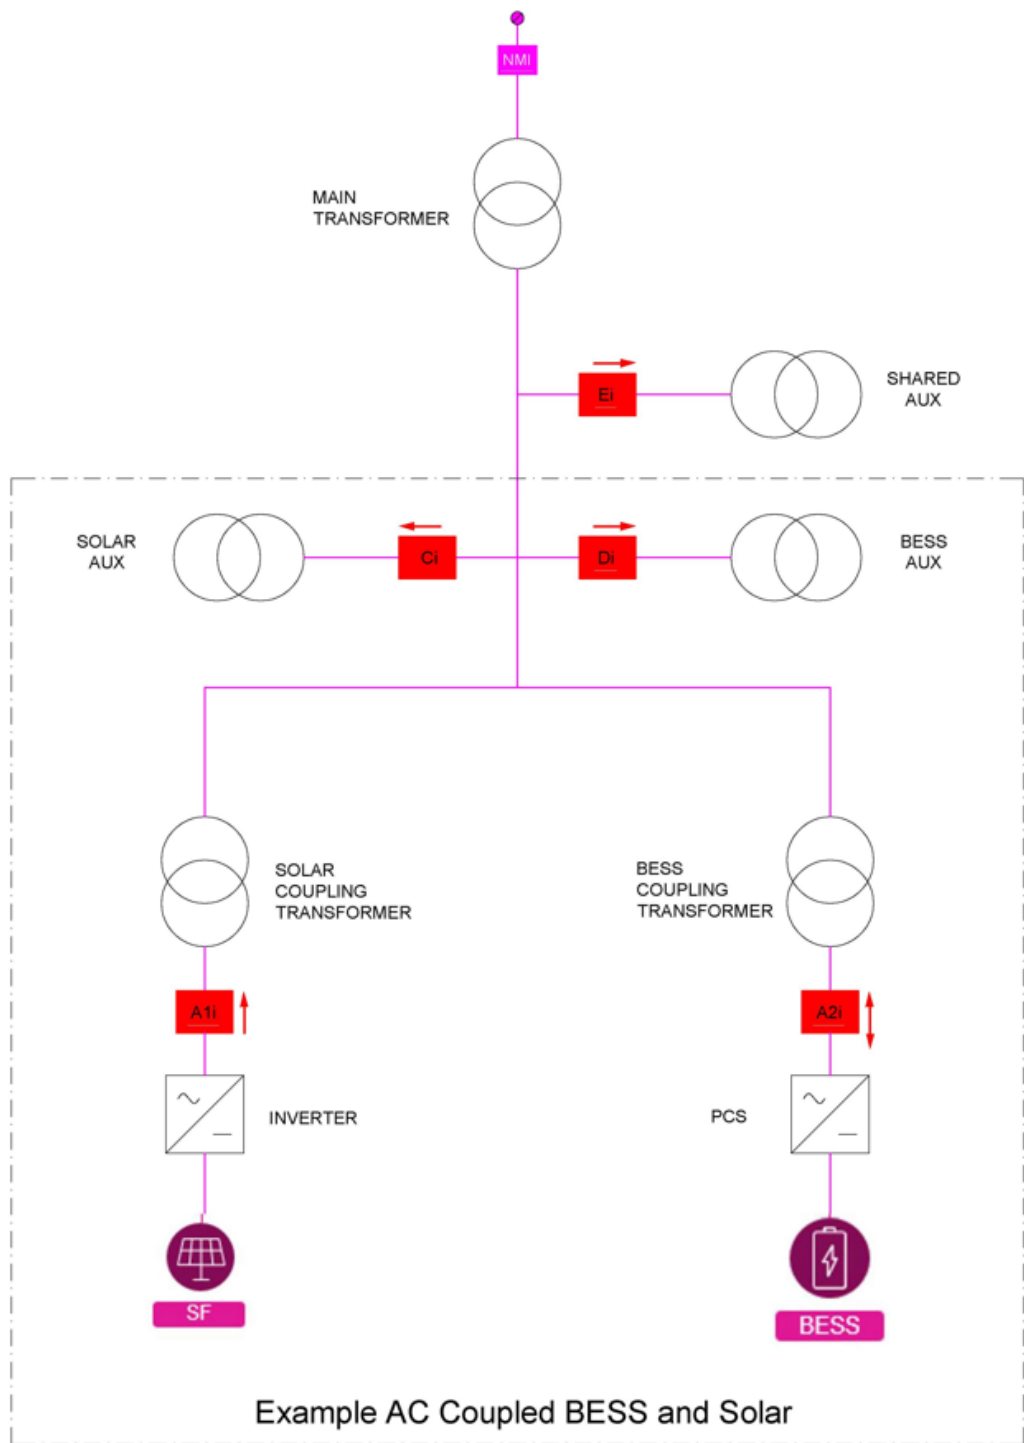 NMI
MAIN
TRANSFORMER
Ei
SHARED
AUX
SOLAR
AUX
Ci
Di
BESS
AUX
SOLAR
COUPLING
TRANSFORMER
BESS
COUPLING
TRANSFORMER
A1i
A2i
INVERTER
PCS
SF
BESS
Example AC Coupled BESS and Solar